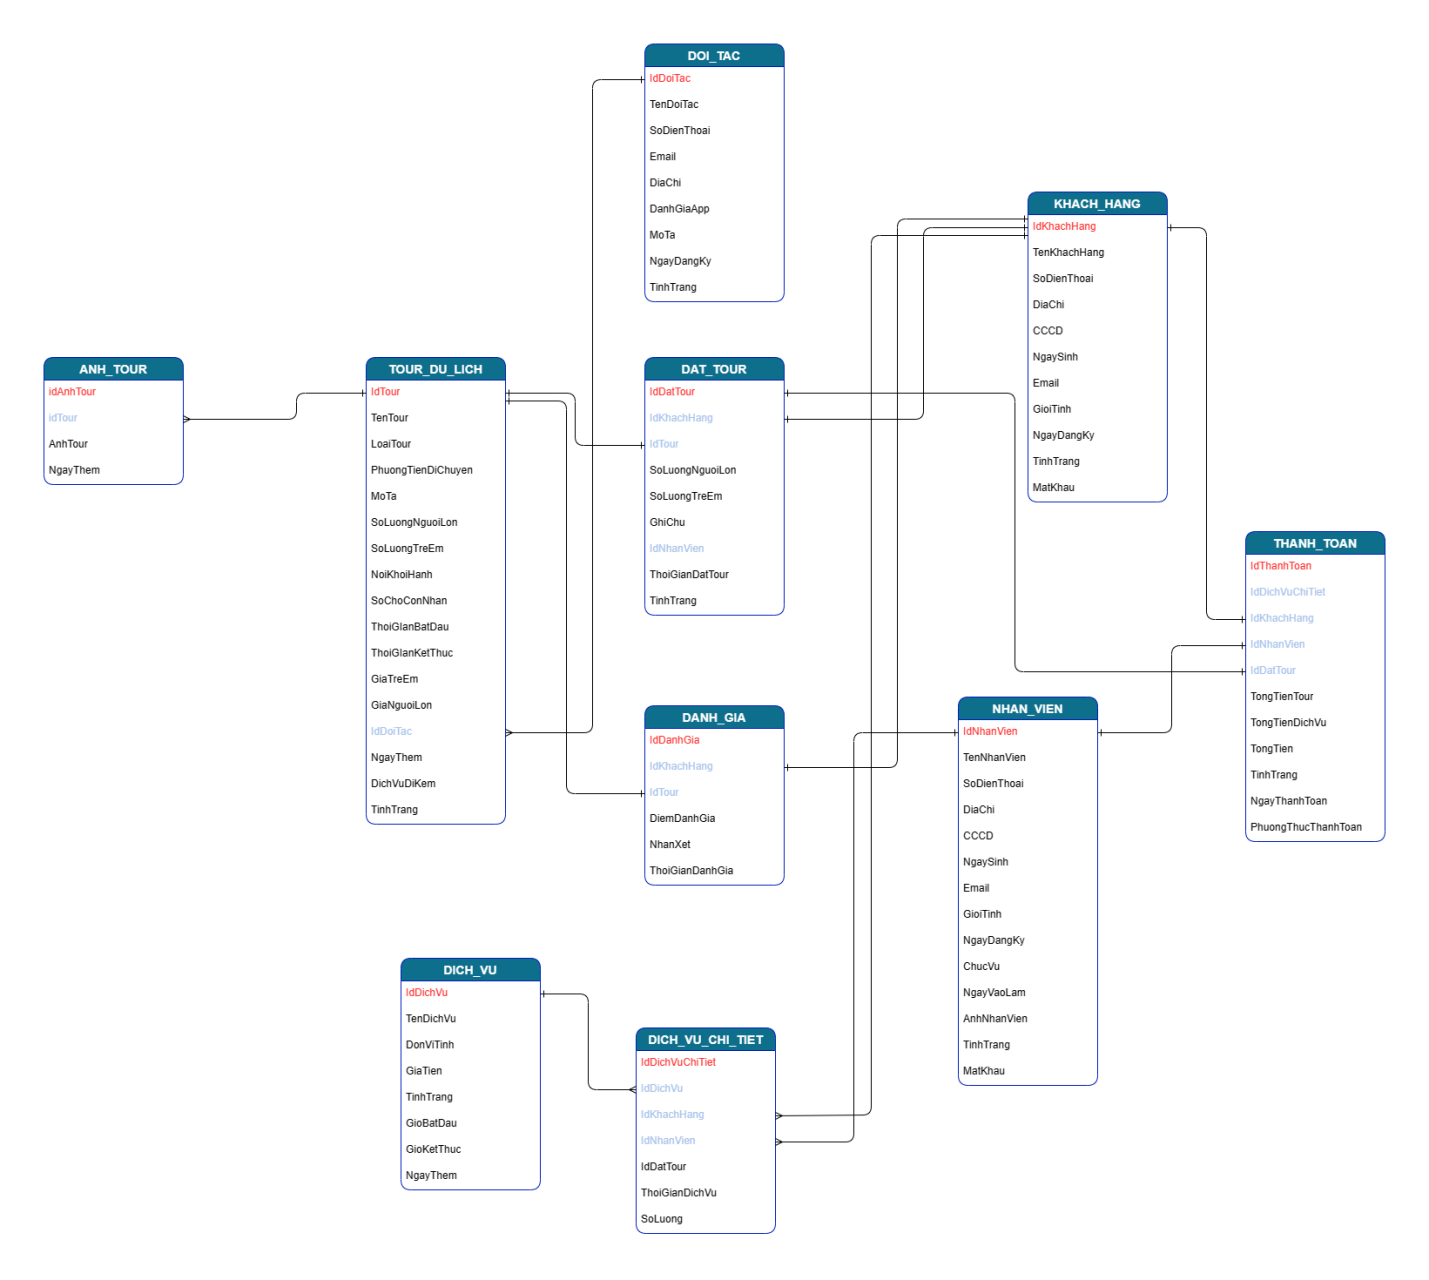 DOI_TAC
IdDoiTac
TenDoiTac
SoDienThoai
Email
DiaChi
DanhGiaApp
MoTa
NgayDangKy
TinhTrang
KHACH_HANG
IdKhachHang
TenKhachHang
SoDienThoai
DiaChi
CCCD
NgaySinh
Email
GioiTinh
NgayDangKy
TinhTrang
MatKhau
ANH_TOUR
idAnhTour
idTour
AnhTour
NgayThem
TOUR_DU_LICH
IdTour
TenTour
LoaiTour
PhuongTienDiChuyen
MoTa
SoLuongNguoiLon
SoLuongTreEm
NoiKhoiHanh
SoChoConNhan
ThoiGIanBatDau
ThoiGIanKetThuc
GiaTreEm
GiaNguoiLon
IdDoiTac
NgayThem
DichVuDiKem
TinhTrang
DAT_TOUR
IdDatTour
IdKhachHang
IdTour
SoLuongNguoiLon
SoLuongTreEm
GhiChu
IdNhanVien
ThoiGianDatTour
TinhTrang
THANH_TOAN
IdThanhToan
IdDichVuChiTiet
IdKhachHang
IdNhanVien
IdDatTour
TongTienTour
TongTienDichVu
TongTien
TinhTrang
NgayThanhToan
PhuongThucThanhToan
DANH_GIA
IdDanhGia
IdKhachHang
IdTour
DiemDanhGia
NhanXet
ThoiGianDanhGia
NHAN_VIEN
IdNhanVien
TenNhanVien
SoDienThoai
DiaChi
CCCD
NgaySinh
Email
GioiTinh
NgayDangKy
ChucVu
NgayVaoLam
AnhNhanVien
TinhTrang
MatKhau
DICH_VU
IdDichVu
TenDichVu
DonViTinh
GiaTien
TinhTrang
GioBatDau
GioKetThuc
NgayThem
DICH_VU_CHI_TIET
IdDichVuChiTiet
IdDichVu
IdKhachHang
IdNhanVien
IdDatTour
ThoiGianDichVu
SoLuong